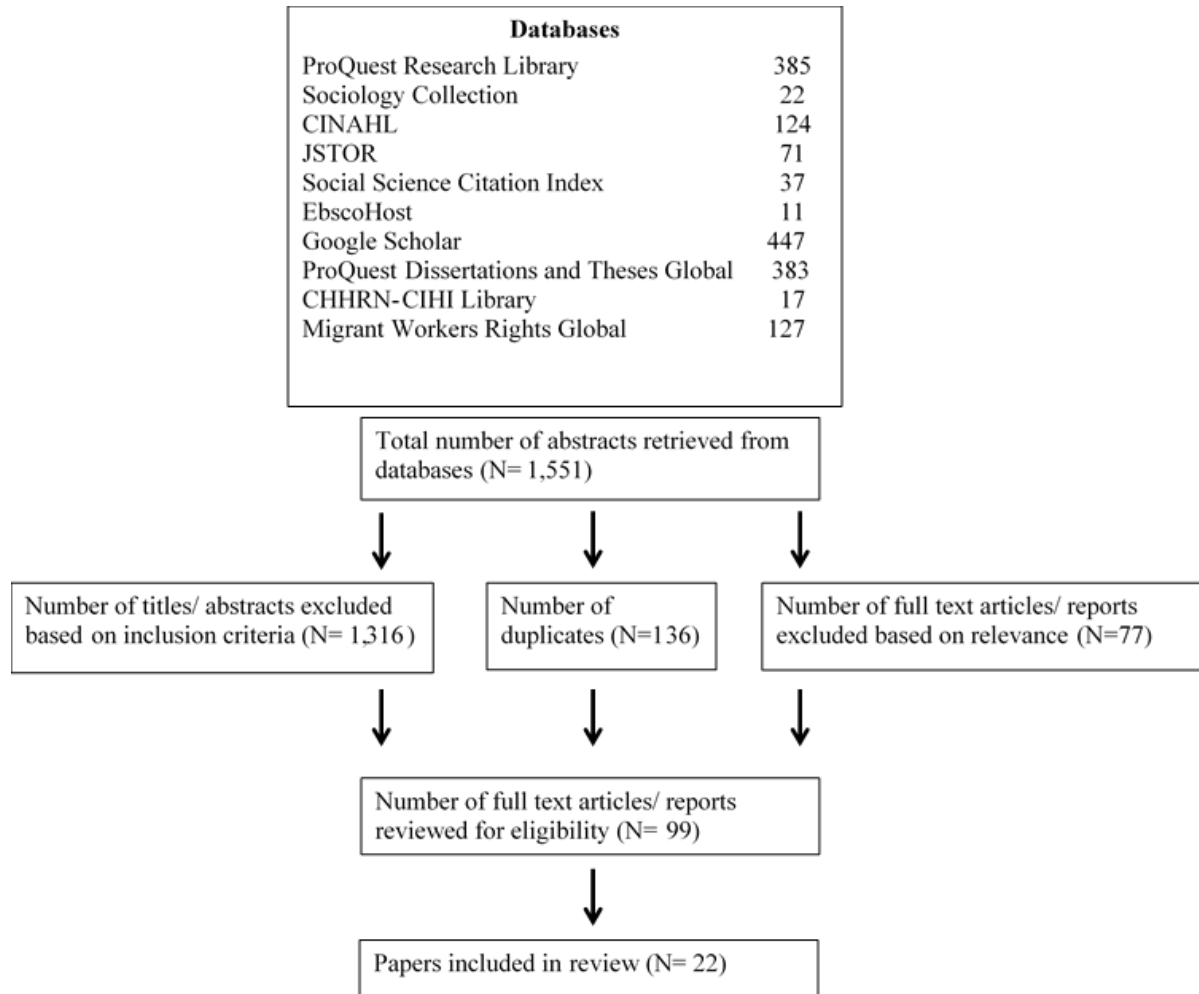 Databases
ProQuest Research Library 385
Sociology Collection 22
CINAHL 124
JSTOR 71
Social Science Citation Index 37
EbscoHost 11
Google Scholar 447
ProQuest Dissertations and Theses Global 383
CHHRN-CIHI Library 17
Migrant Workers Rights Global 127
Total number of abstracts retrieved from
databases (N= 1,551)
Number of titles/ abstracts excluded
based on inclusion criteria (N= 1,316)
Number of
duplicates (N=136)
Number of full text articles/ reports
excluded based on relevance (N=77)
Number of full text articles/ reports
reviewed for eligibility (N= 99)
Papers included in review (N= 22)